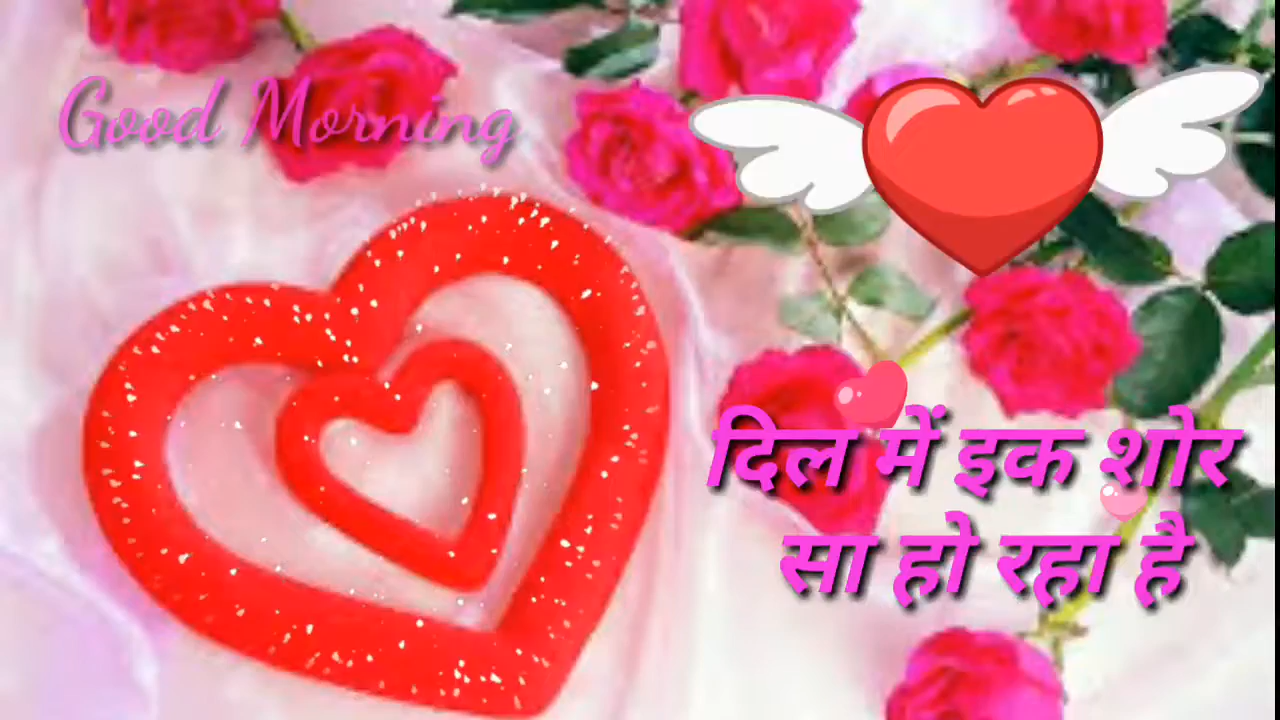 Good Morning
दिल में इक शोर
सा हो रहा है